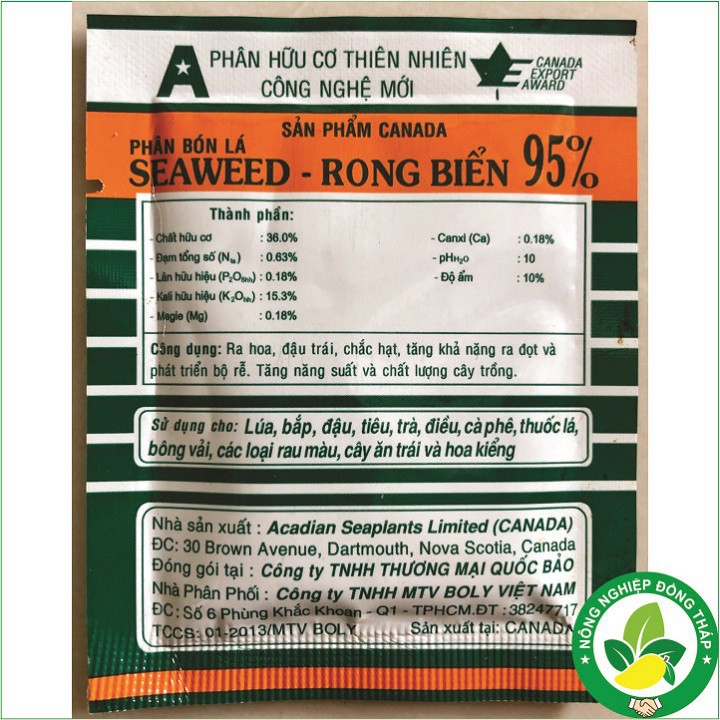 A PHÂN HỮU CƠ THIÊN NHIÊN
CÔNG NGHỆ MỚI
CANADA
EXPORT
AWARD
SẢN PHẨM CANADA
PHÂN BÓN LÁ
SEAWEED - RONG BIỂN 95%
Thành phần:
- Chất hữu cơ : 36.0%
- Đạm tổng số (Nts) : 0.63%
- Lân hữu hiệu (P2O5hh) : 0.18%
- Kali hữu hiệu (K2Ohh) : 15.3%
- Magie (Mg) : 0.18%
- Canxi (Ca) : 0.18%
- pHH2O : 10
- Độ ẩm : 10%
Công dụng: Ra hoa, đậu trái, chắc hạt, tăng khả nặng ra đọt và
phát triển bộ rễ. Tăng năng suất và chất lượng cây trồng.
Sử dụng cho: Lúa, bắp, đậu, tiêu, trà, điều, cà phê, thuốc lá,
bông vải, các loại rau màu, cây ăn trái và hoa kiểng
Nhà sản xuất : Acadian Seaplants Limited (CANADA)
ĐC: 30 Brown Avenue, Dartmouth, Nova Scotia, Canada
Đóng gói tại : Công ty TNHH THƯƠNG MẠI QUỐC BẢO
Nhà Phân Phối : Công ty TNHH MTV BOLY VIỆT NAM
ĐC: Số 6 Phùng Khắc Khoan - Q1 - TPHCM.ĐT : 38247717
TCCS: 01-2013/MTV BOLY Sản xuất tại: CANADA
NÔNG NGHIỆP ĐỒNG THÁP